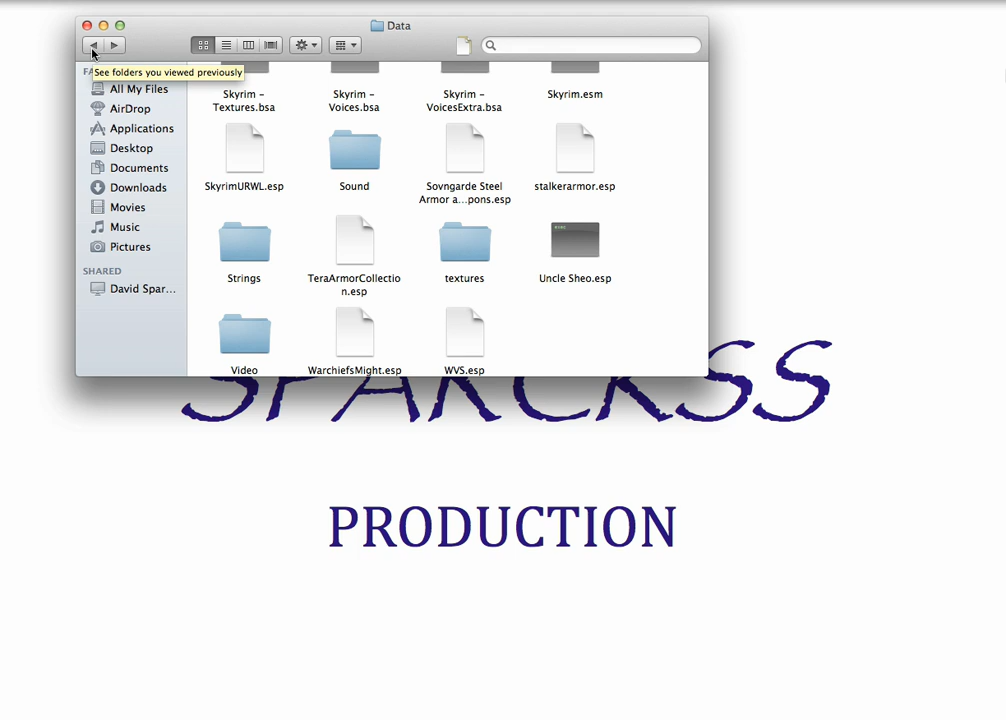 Data
See folders you viewed previously
FA
All My Files
AirDrop
Applications
Desktop
Documents
Downloads
Movies
Music
Pictures
SHARED
David Spar...
Skyrim –
Textures.bsa
Skyrim –
Voices.bsa
Skyrim –
VoicesExtra.bsa
Skyrim.esm
SkyrimURWL.esp
Sound
Sovngarde Steel
Armor a...pons.esp
stalkerarmor.esp
Strings
TeraArmorCollectio
n.esp
textures
Uncle Sheo.esp
Video
WarchiefsMight.esp
WVS.esp
SPARCKSS
PRODUCTION